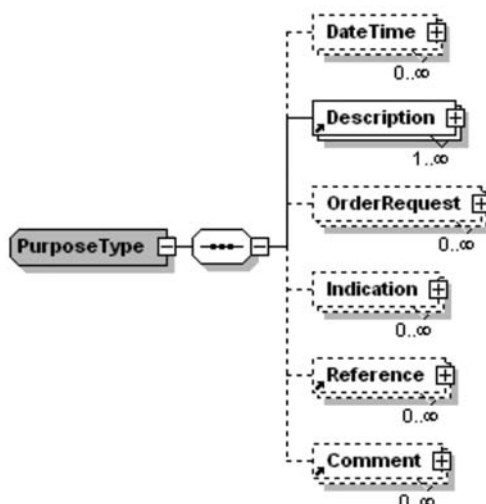 DateTime
0..∞
Description
1..∞
OrderRequest
0..∞
PurposeType
Indication
0..∞
Reference
0..∞
Comment
0..∞